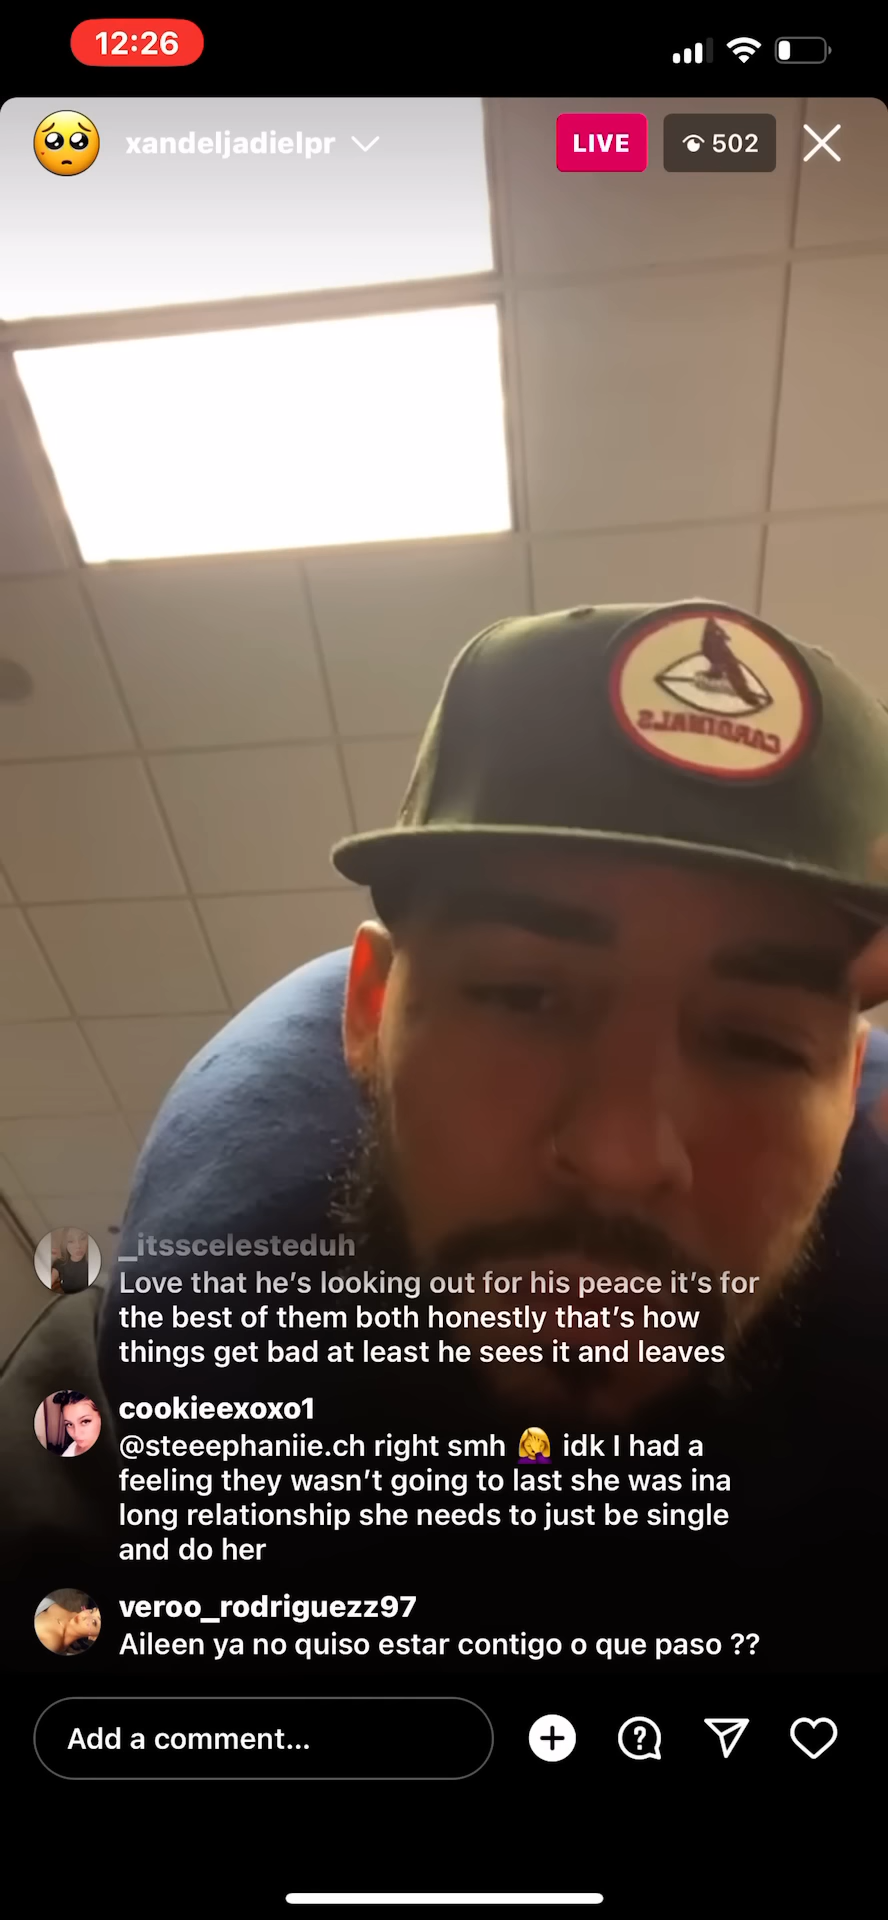 12:26
xandeljadielpr
LIVE
502
CARDINALS
_itsscelesteduh
Love that he's looking out for his peace it's for
the best of them both honestly that's how
things get bad at least he sees it and leaves
cookieexoxo1
@steeephaniie.ch right smh 🤦‍♀️ idk I had a
feeling they wasn't going to last she was ina
long relationship she needs to just be single
and do her
veroo_rodriguezz97
Aileen ya no quiso estar contigo o que paso ??
Add a comment...